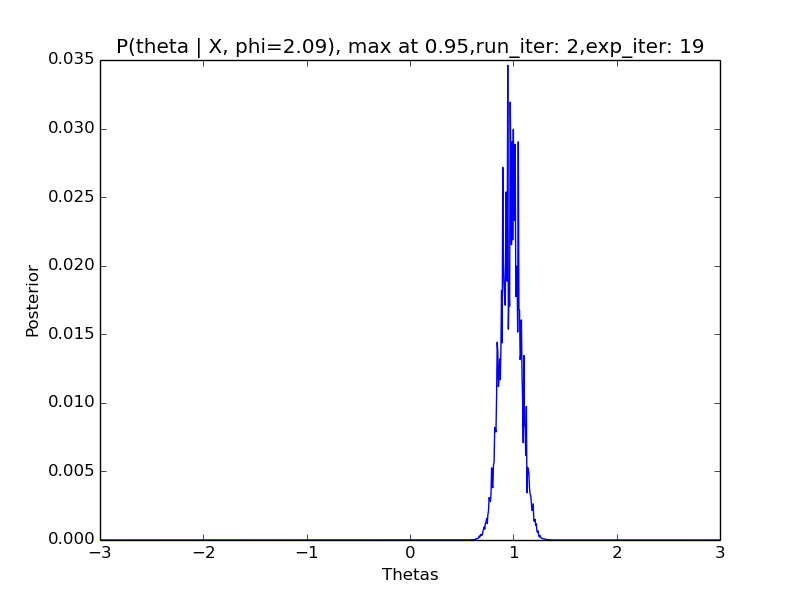 P(theta | X, phi=2.09), max at 0.95,run_iter: 2,exp_iter: 19
0.035
0.030
0.025
0.020
0.015
0.010
0.005
0.000
Posterior
−3 −2 −1 0 1 2 3
Thetas